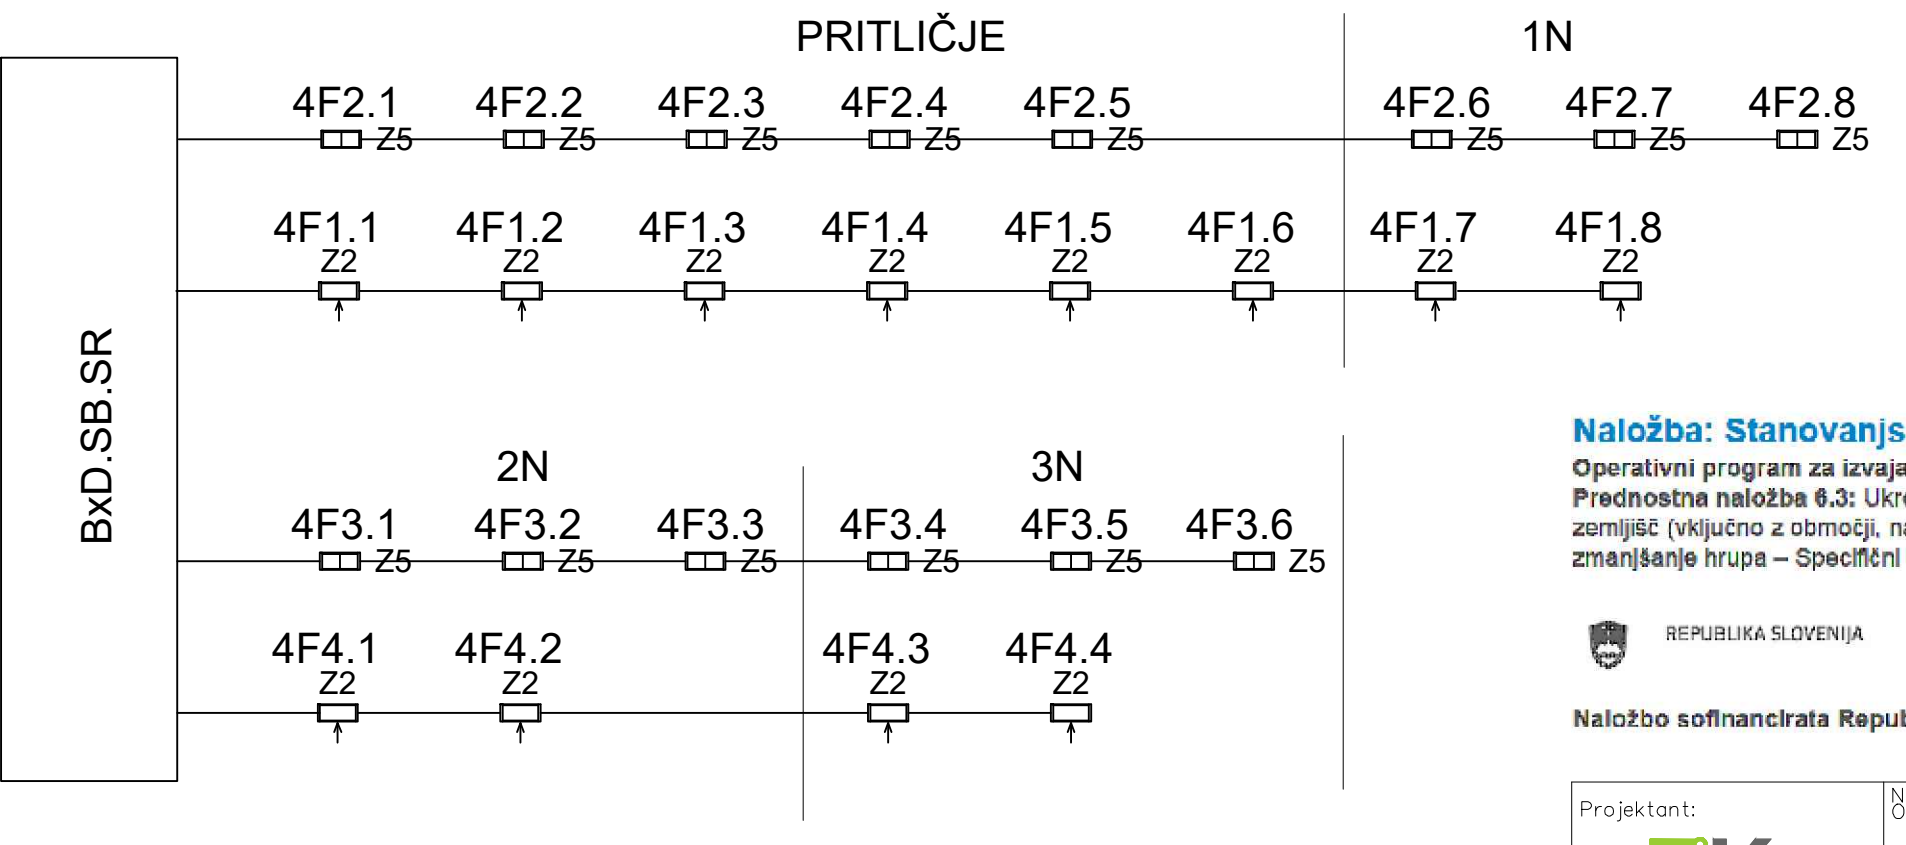 PRITLIČJE 1N
4F2.1 4F2.2 4F2.3 4F2.4 4F2.5 4F2.6 4F2.7 4F2.8
Z5 Z5 Z5 Z5 Z5 Z5 Z5 Z5
4F1.1 4F1.2 4F1.3 4F1.4 4F1.5 4F1.6 4F1.7 4F1.8
Z2 Z2 Z2 Z2 Z2 Z2 Z2 Z2
BxD.SB.SR
2N 3N
4F3.1 4F3.2 4F3.3 4F3.4 4F3.5 4F3.6
Z5 Z5 Z5 Z5 Z5 Z5
4F4.1 4F4.2 4F4.3 4F4.4
Z2 Z2 Z2 Z2
Naložba: Stanovanjs
Operativni program za izvaja
Prednostna naložba 6.3: Ukre
zemljišč (vključno z območji, na
zmanjšanje hrupa – Specifični
REPUBLIKA SLOVENIJA
Naložbo sofinancirata Repub
Projektant:
N
O